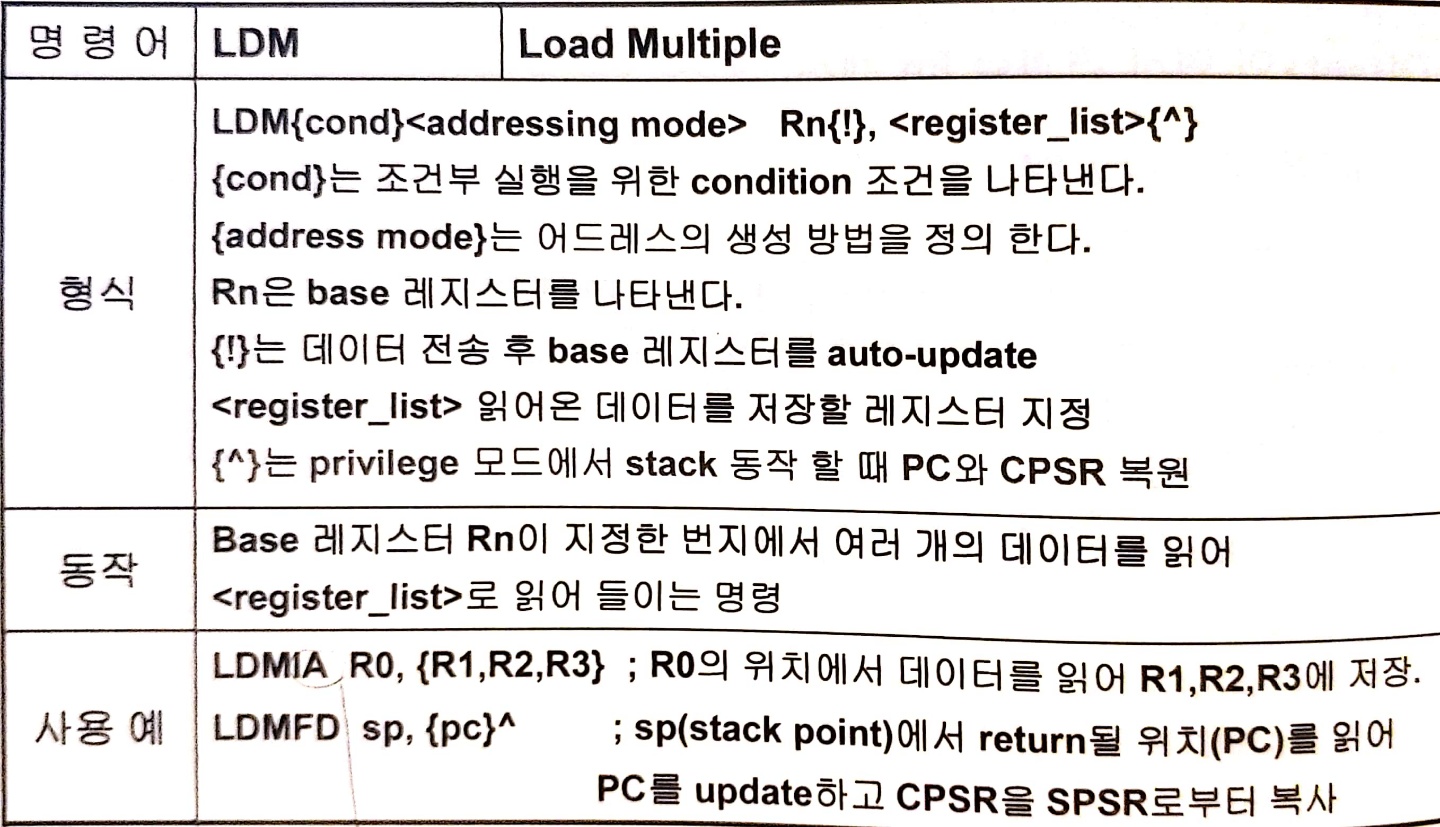 명 령 어 LDM Load Multiple
형식
LDM{cond}<addressing mode> Rn{!}, <register_list>{^}
{cond}는 조건부 실행을 위한 condition 조건을 나타낸다.
{address mode}는 어드레스의 생성 방법을 정의 한다.
Rn은 base 레지스터를 나타낸다.
{!}는 데이터 전송 후 base 레지스터를 auto-update
<register_list> 읽어온 데이터를 저장할 레지스터 지정
{^}는 privilege 모드에서 stack 동작 할 때 PC와 CPSR 복원
동작
Base 레지스터 Rn이 지정한 번지에서 여러 개의 데이터를 읽어
<register_list>로 읽어 들이는 명령
사용 예
LDMIA R0, {R1,R2,R3} ; R0의 위치에서 데이터를 읽어 R1,R2,R3에 저장.
LDMFD sp, {pc}^ ; sp(stack point)에서 return될 위치(PC)를 읽어
PC를 update하고 CPSR을 SPSR로부터 복사